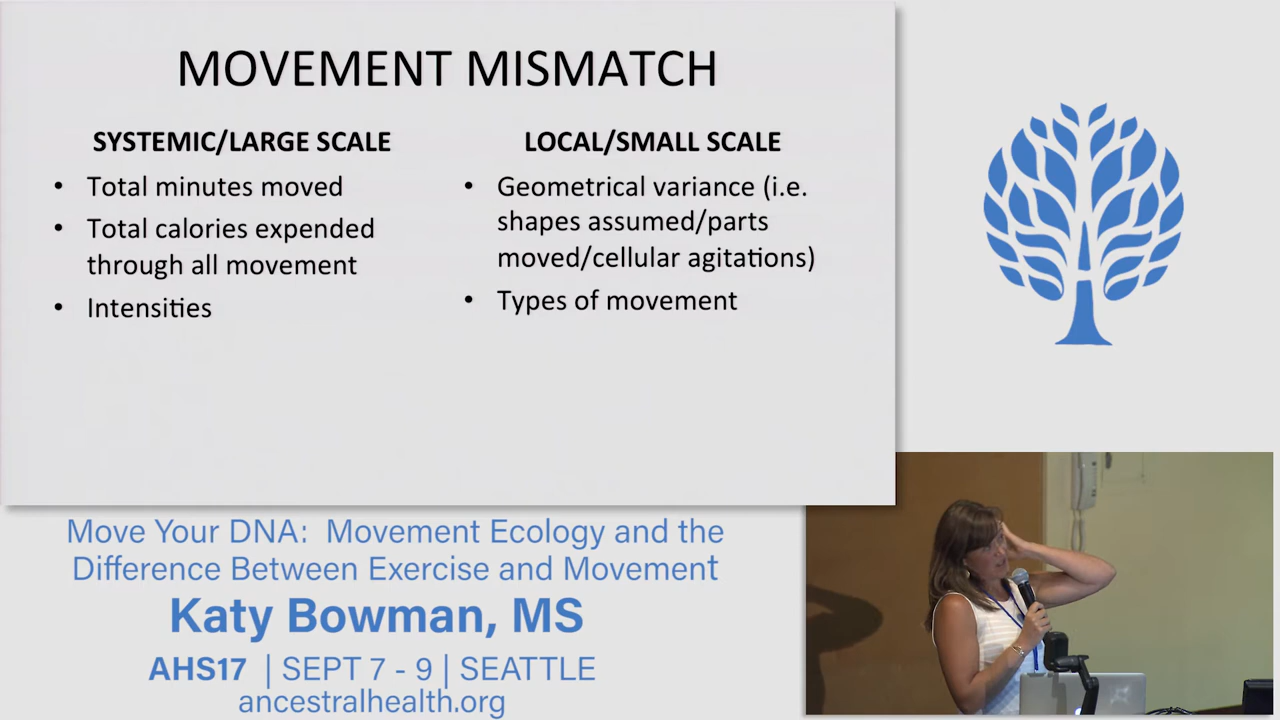 MOVEMENT MISMATCH
SYSTEMIC/LARGE SCALE
• Total minutes moved
• Total calories expended
through all movement
• Intensities
LOCAL/SMALL SCALE
• Geometrical variance (i.e.
shapes assumed/parts
moved/cellular agitations)
• Types of movement
Move Your DNA: Movement Ecology and the
Difference Between Exercise and Movement
Katy Bowman, MS
AHS17 | SEPT 7 - 9 | SEATTLE
ancestralhealth.org